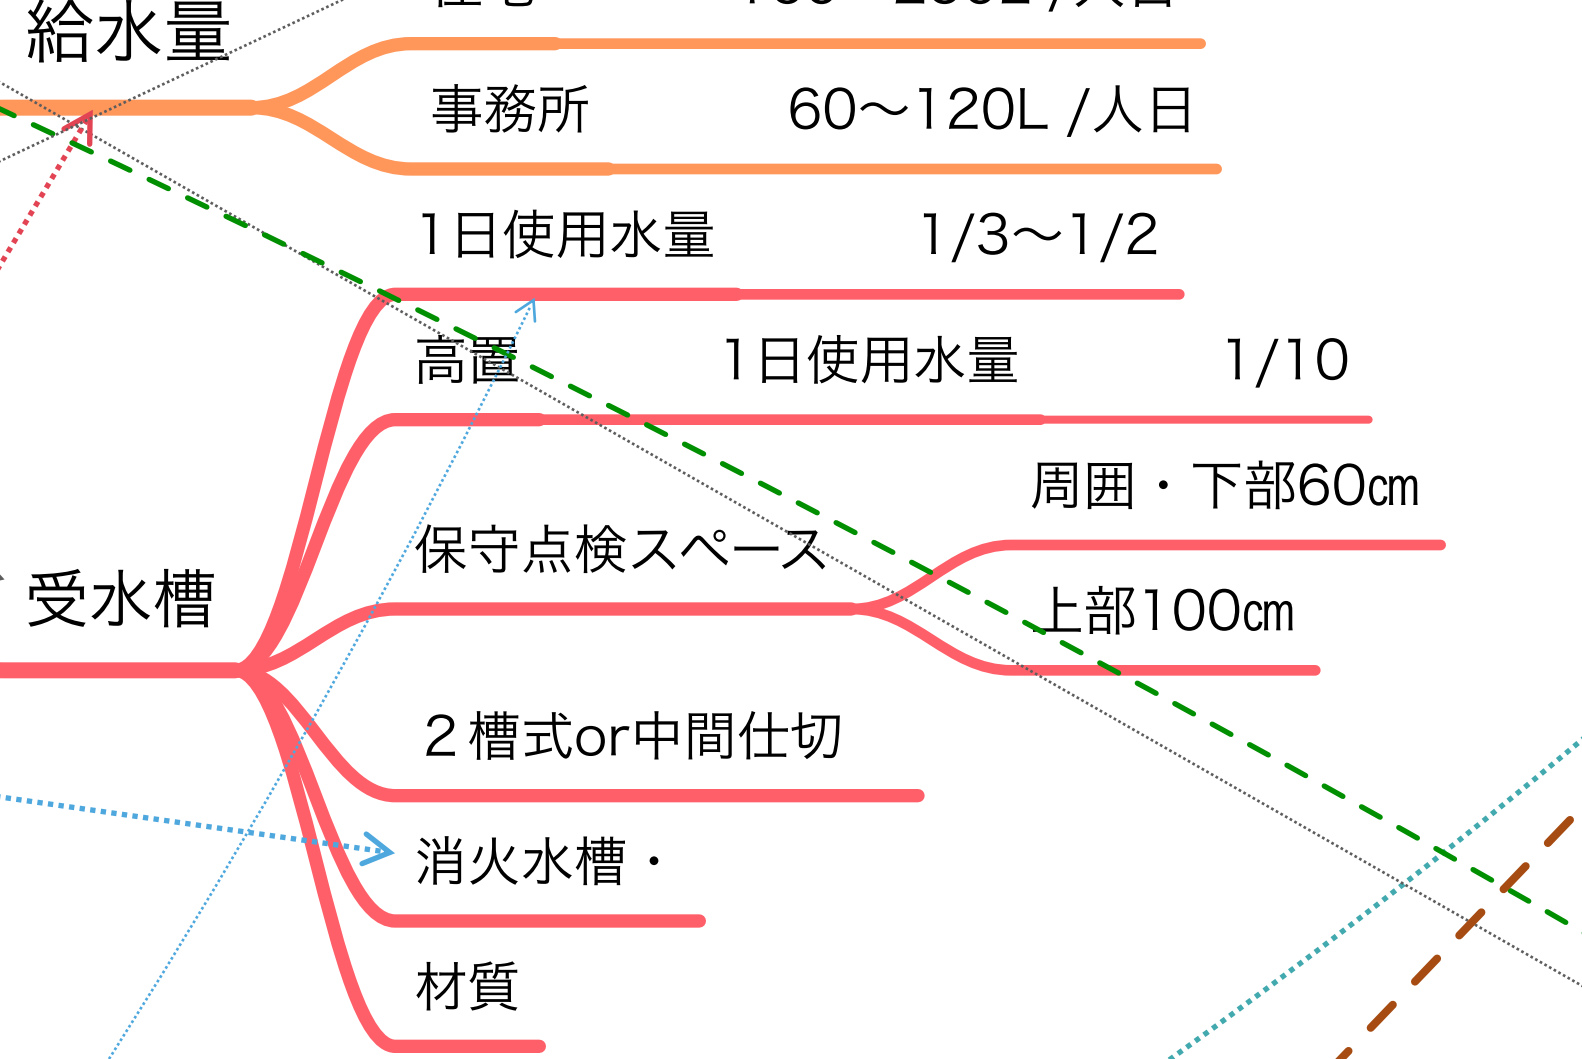 給水量
事務所 60〜120L /人日
1日使用水量 1/3〜1/2
高置 1日使用水量 1/10
周囲・下部60㎝
保守点検スペース
上部100㎝
受水槽
２槽式or中間仕切
消火水槽・
材質